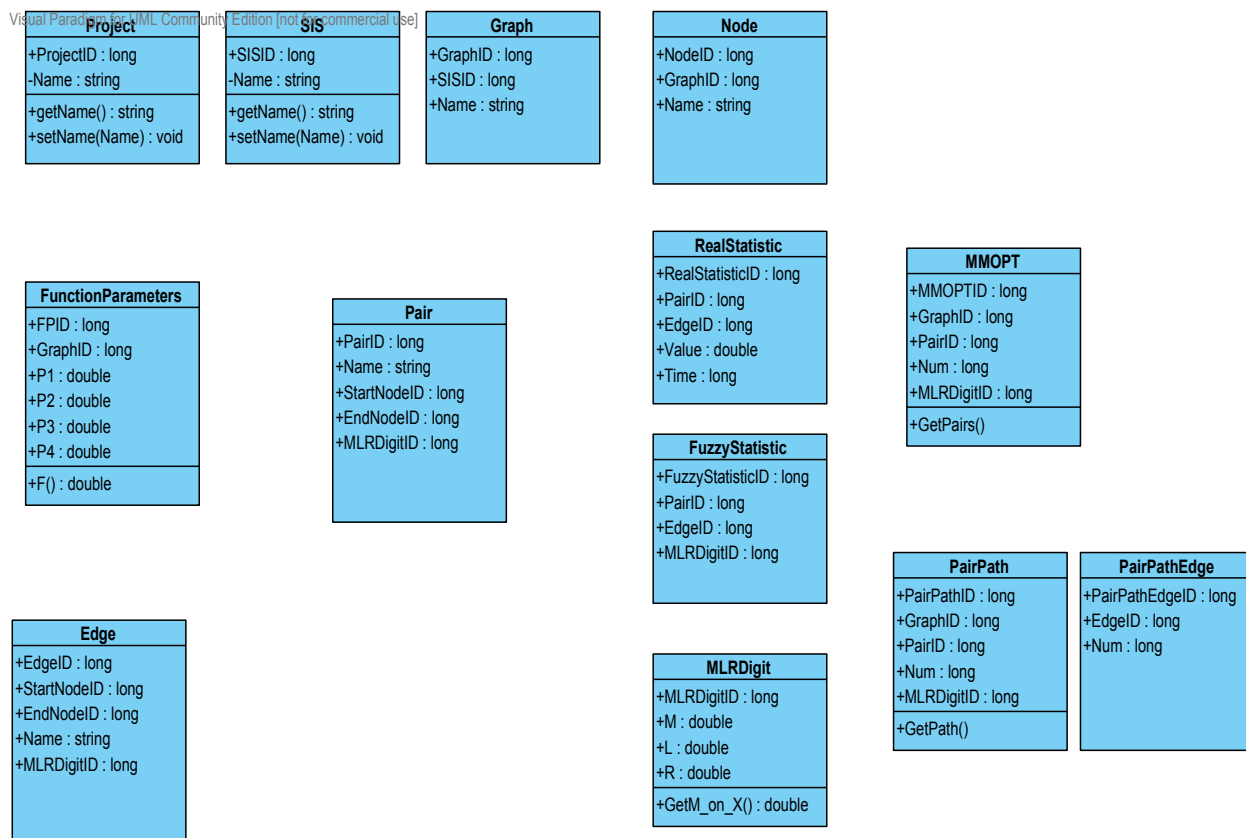 Visual Paradigm for UML Community Edition [not for commercial use]
Project
+ProjectID : long
-Name : string
+getName() : string
+setName(Name) : void
SIS
+SISID : long
-Name : string
+getName() : string
+setName(Name) : void
Graph
+GraphID : long
+SISID : long
+Name : string
Node
+NodeID : long
+GraphID : long
+Name : string
FunctionParameters
+FPID : long
+GraphID : long
+P1 : double
+P2 : double
+P3 : double
+P4 : double
+F() : double
Pair
+PairID : long
+Name : string
+StartNodeID : long
+EndNodeID : long
+MLRDigitID : long
RealStatistic
+RealStatisticID : long
+PairID : long
+EdgeID : long
+Value : double
+Time : long
MMOPT
+MMOPTID : long
+GraphID : long
+PairID : long
+Num : long
+MLRDigitID : long
+GetPairs()
FuzzyStatistic
+FuzzyStatisticID : long
+PairID : long
+EdgeID : long
+MLRDigitID : long
Edge
+EdgeID : long
+StartNodeID : long
+EndNodeID : long
+Name : string
+MLRDigitID : long
MLRDigit
+MLRDigitID : long
+M : double
+L : double
+R : double
+GetM_on_X() : double
PairPath
+PairPathID : long
+GraphID : long
+PairID : long
+Num : long
+MLRDigitID : long
+GetPath()
PairPathEdge
+PairPathEdgeID : long
+EdgeID : long
+Num : long